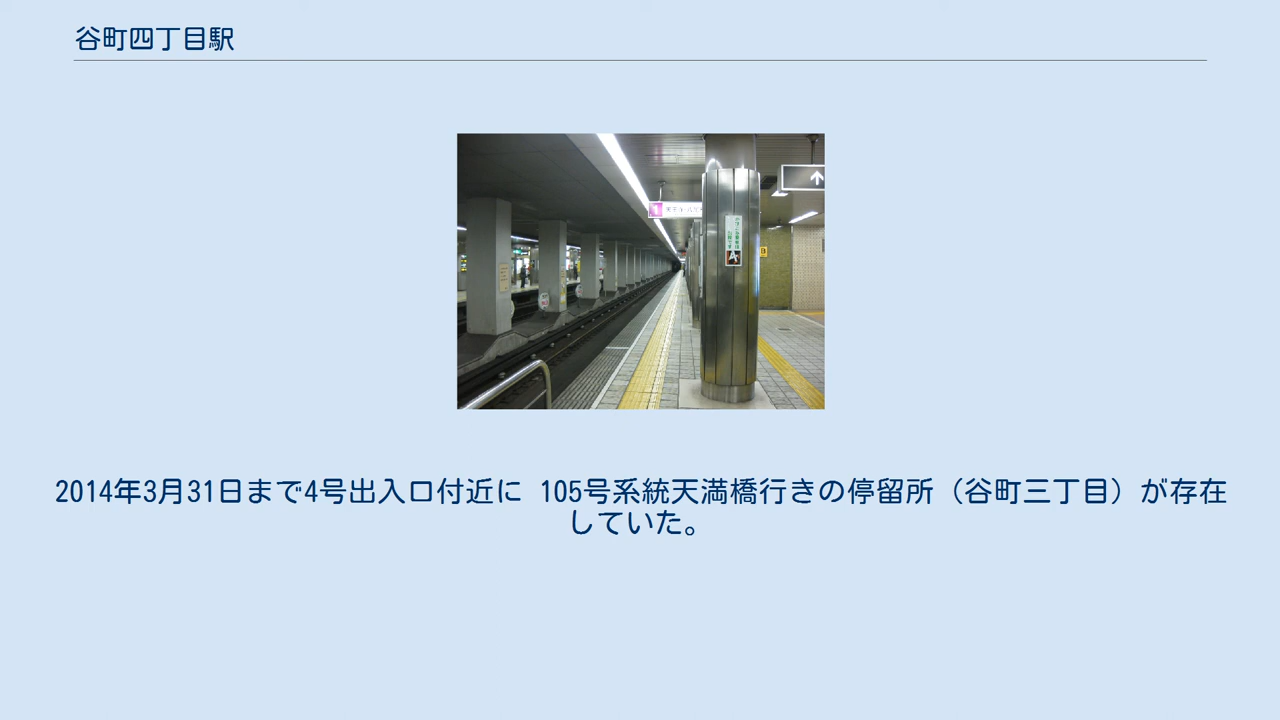 谷町四丁目駅
2014年3月31日まで4号出入口付近に 105号系統天満橋行きの停留所（谷町三丁目）が存在
していた。